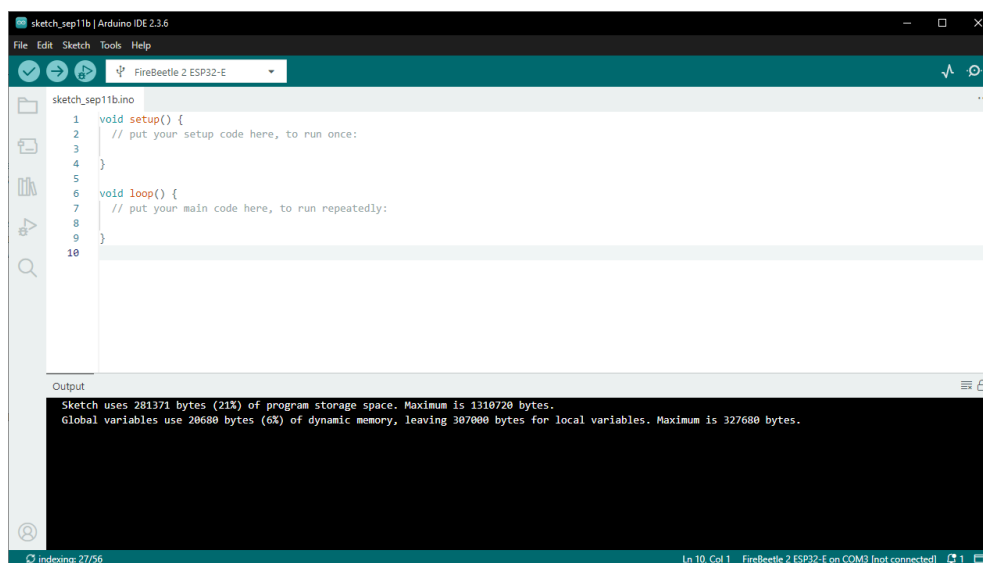 sketch_sep11b | Arduino IDE 2.3.6
File Edit Sketch Tools Help
FireBeetle 2 ESP32-E
sketch_sep11b.ino
1 void setup() {
2 // put your setup code here, to run once:
3
4 }
5
6 void loop() {
7 // put your main code here, to run repeatedly:
8
9 }
10
Output
Sketch uses 281371 bytes (21%) of program storage space. Maximum is 1310720 bytes.
Global variables use 20680 bytes (6%) of dynamic memory, leaving 307000 bytes for local variables. Maximum is 327680 bytes.
indexing: 27/56 Ln 10, Col 1 FireBeetle 2 ESP32-E on COM3 [not connected] 1